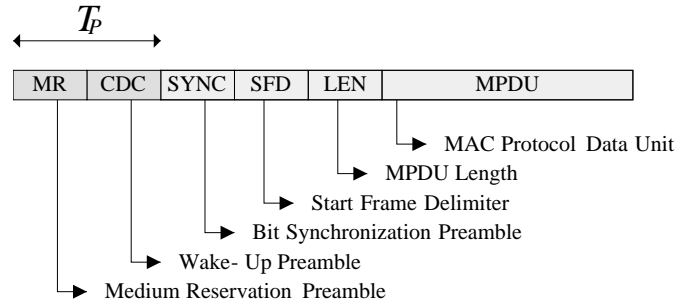 T_P
MR CDC SYNC SFD LEN MPDU
MAC Protocol Data Unit
MPDU Length
Start Frame Delimiter
Bit Synchronization Preamble
Wake- Up Preamble
Medium Reservation Preamble